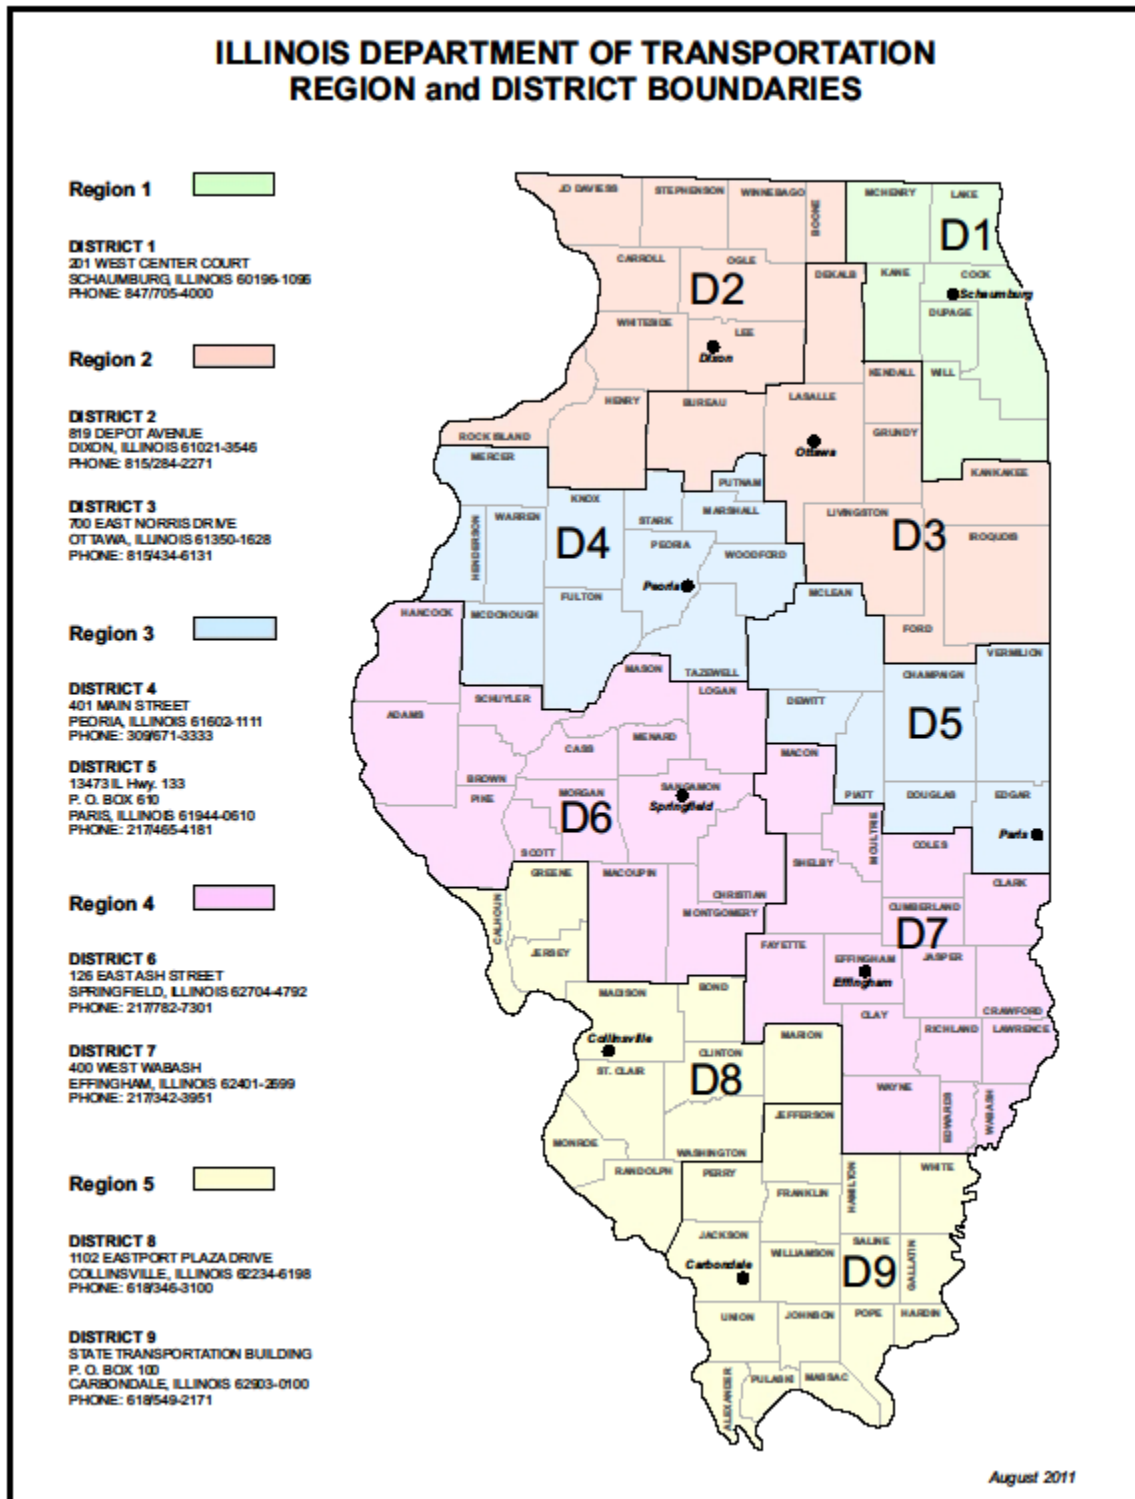 ILLINOIS DEPARTMENT OF TRANSPORTATION
REGION and DISTRICT BOUNDARIES
Region 1
DISTRICT 1
201 WEST CENTER COURT
SCHAUMBURG, ILLINOIS 60196-1096
PHONE: 847/705-4000
Region 2
DISTRICT 2
819 DEPOT AVENUE
DIXON, ILLINOIS 61021-3546
PHONE: 815/284-2271
DISTRICT 3
700 EAST NORRIS DRIVE
OTTAWA, ILLINOIS 61350-1628
PHONE: 815/434-6131
Region 3
DISTRICT 4
401 MAIN STREET
PEORIA, ILLINOIS 61602-1111
PHONE: 309/671-3333
DISTRICT 5
13473 IL Hwy. 133
P. O. BOX 610
PARIS, ILLINOIS 61944-0610
PHONE: 217/465-4181
Region 4
DISTRICT 6
126 EAST ASH STREET
SPRINGFIELD, ILLINOIS 62704-4792
PHONE: 217/782-7301
DISTRICT 7
400 WEST WABASH
EFFINGHAM, ILLINOIS 62401-2699
PHONE: 217/342-3951
Region 5
DISTRICT 8
1102 EASTPORT PLAZA DRIVE
COLLINSVILLE, ILLINOIS 62234-6198
PHONE: 618/346-3100
DISTRICT 9
STATE TRANSPORTATION BUILDING
P. O. BOX 100
CARBONDALE, ILLINOIS 62903-0100
PHONE: 618/549-2171
JO DAVIESS
STEPHENSON
WINNEBAGO
BOONE
MCHENRY
LAKE
D1
CARROLL
OGLE
D2
DEKALB
KANE
COOK
Schaumburg
DUPAGE
WHITESIDE
LEE
Dixon
KENDALL
WILL
HENRY
BUREAU
LASALLE
ROCK ISLAND
GRUNDY
Ottawa
MERCER
KANKAKEE
PUTNAM
KNOX
STARK
MARSHALL
LIVINGSTON
WARREN
HENDERSON
D4
PEORIA
WOODFORD
D3
IROQUOIS
Peoria
FULTON
MCLEAN
HANCOCK
MCDONOUGH
FORD
VERMILION
MASON
TAZEWELL
CHAMPAIGN
SCHUYLER
LOGAN
DEWITT
ADAMS
D5
CASS
MENARD
MACON
BROWN
PIKE
MORGAN
SANGAMON
Springfield
PIATT
DOUGLAS
EDGAR
D6
MOULTRIE
Paris
COLES
SCOTT
SHELBY
GREENE
MACOUPIN
CHRISTIAN
CLARK
CALHOUN
MONTGOMERY
CUMBERLAND
D7
JERSEY
FAYETTE
EFFINGHAM
Effingham
JASPER
MADISON
BOND
CLAY
CRAWFORD
RICHLAND
LAWRENCE
Collinsville
MARION
CLINTON
ST. CLAIR
D8
WAYNE
EDWARDS
WABASH
JEFFERSON
MONROE
WASHINGTON
RANDOLPH
PERRY
HAMILTON
WHITE
FRANKLIN
JACKSON
WILLIAMSON
SALINE
GALLATIN
Carbondale
D9
UNION
JOHNSON
POPE
HARDIN
ALEXANDER
PULASKI
MASSAC
August 2011